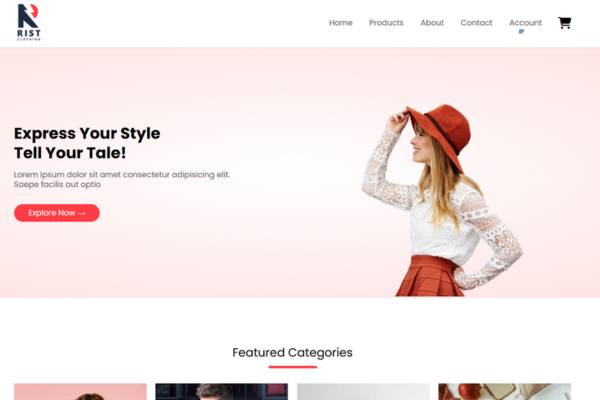 RIST
CLOTHING
Home Products About Contact Account
Express Your Style
Tell Your Tale!
Lorem ipsum dolor sit amet consectetur adipisicing elit.
Saepe facilis aut optio
Explore Now →
Featured Categories